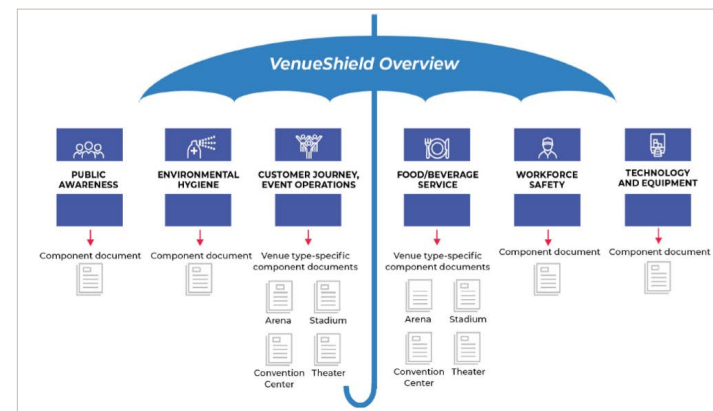 VenueShield Overview
PUBLIC
AWARENESS
ENVIRONMENTAL
HYGIENE
CUSTOMER JOURNEY,
EVENT OPERATIONS
FOOD/BEVERAGE
SERVICE
WORKFORCE
SAFETY
TECHNOLOGY
AND EQUIPMENT
Component document
Component document
Venue type-specific
component documents
Venue type-specific
component documents
Component document
Component document
Arena
Stadium
Arena
Stadium
Convention
Center
Theater
Convention
Center
Theater